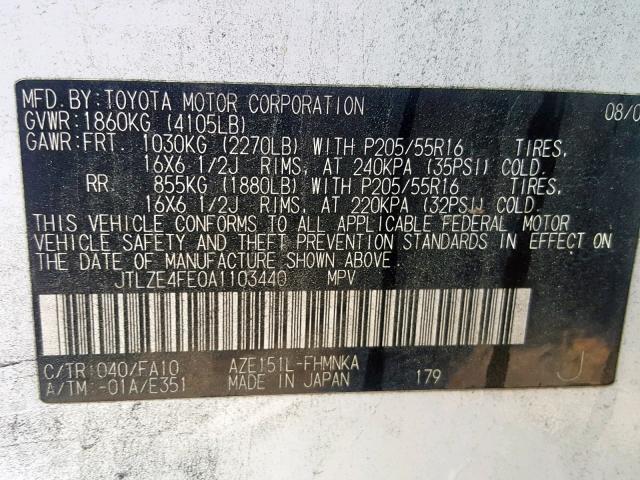 MFD.BY:TOYOTA MOTOR CORPORATION 08/0
GVWR:1860KG (4105LB)
GAWR:FRT. 1030KG (2270LB) WITH P205/55R16 TIRES,
16X6 1/2J RIMS, AT 240KPA (35PSI) COLD.
RR. 855KG (1880LB) WITH P205/55R16 TIRES,
16X6 1/2J RIMS, AT 220KPA (32PSI) COLD.
THIS VEHICLE CONFORMS TO ALL APPLICABLE FEDERAL MOTOR
VEHICLE SAFETY AND THEFT PREVENTION STANDARDS IN EFFECT ON
THE DATE OF MANUFACTURE SHOWN ABOVE.
JTLZE4FE0A1103440 MPV
C/TR:040/FA10 AZE151L-FHMNKA
A/TM:-01A/E351 MADE IN JAPAN 179 J